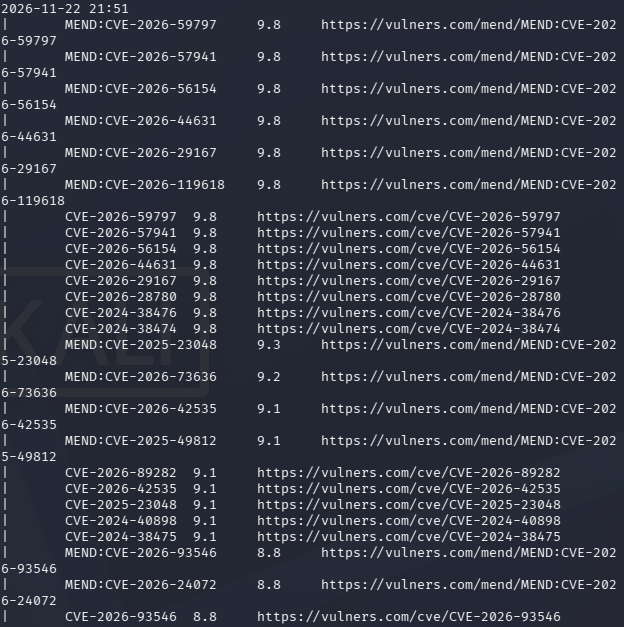 2026-11-22 21:51
|       MEND:CVE-2026-59797     9.8     https://vulners.com/mend/MEND:CVE-202
6-59797
|       MEND:CVE-2026-57941     9.8     https://vulners.com/mend/MEND:CVE-202
6-57941
|       MEND:CVE-2026-56154     9.8     https://vulners.com/mend/MEND:CVE-202
6-56154
|       MEND:CVE-2026-44631     9.8     https://vulners.com/mend/MEND:CVE-202
6-44631
|       MEND:CVE-2026-29167     9.8     https://vulners.com/mend/MEND:CVE-202
6-29167
|       MEND:CVE-2026-119618    9.8     https://vulners.com/mend/MEND:CVE-202
6-119618
|       CVE-2026-59797  9.8     https://vulners.com/cve/CVE-2026-59797
|       CVE-2026-57941  9.8     https://vulners.com/cve/CVE-2026-57941
|       CVE-2026-56154  9.8     https://vulners.com/cve/CVE-2026-56154
|       CVE-2026-44631  9.8     https://vulners.com/cve/CVE-2026-44631
|       CVE-2026-29167  9.8     https://vulners.com/cve/CVE-2026-29167
|       CVE-2026-28780  9.8     https://vulners.com/cve/CVE-2026-28780
|       CVE-2024-38476  9.8     https://vulners.com/cve/CVE-2024-38476
|       CVE-2024-38474  9.8     https://vulners.com/cve/CVE-2024-38474
|       MEND:CVE-2025-23048     9.3     https://vulners.com/mend/MEND:CVE-202
5-23048
|       MEND:CVE-2026-73636     9.2     https://vulners.com/mend/MEND:CVE-202
6-73636
|       MEND:CVE-2026-42535     9.1     https://vulners.com/mend/MEND:CVE-202
6-42535
|       MEND:CVE-2025-49812     9.1     https://vulners.com/mend/MEND:CVE-202
5-49812
|       CVE-2026-89282  9.1     https://vulners.com/cve/CVE-2026-89282
|       CVE-2026-42535  9.1     https://vulners.com/cve/CVE-2026-42535
|       CVE-2025-23048  9.1     https://vulners.com/cve/CVE-2025-23048
|       CVE-2024-40898  9.1     https://vulners.com/cve/CVE-2024-40898
|       CVE-2024-38475  9.1     https://vulners.com/cve/CVE-2024-38475
|       MEND:CVE-2026-93546     8.8     https://vulners.com/mend/MEND:CVE-202
6-93546
|       MEND:CVE-2026-24072     8.8     https://vulners.com/mend/MEND:CVE-202
6-24072
|       CVE-2026-93546  8.8     https://vulners.com/cve/CVE-2026-93546
KALI